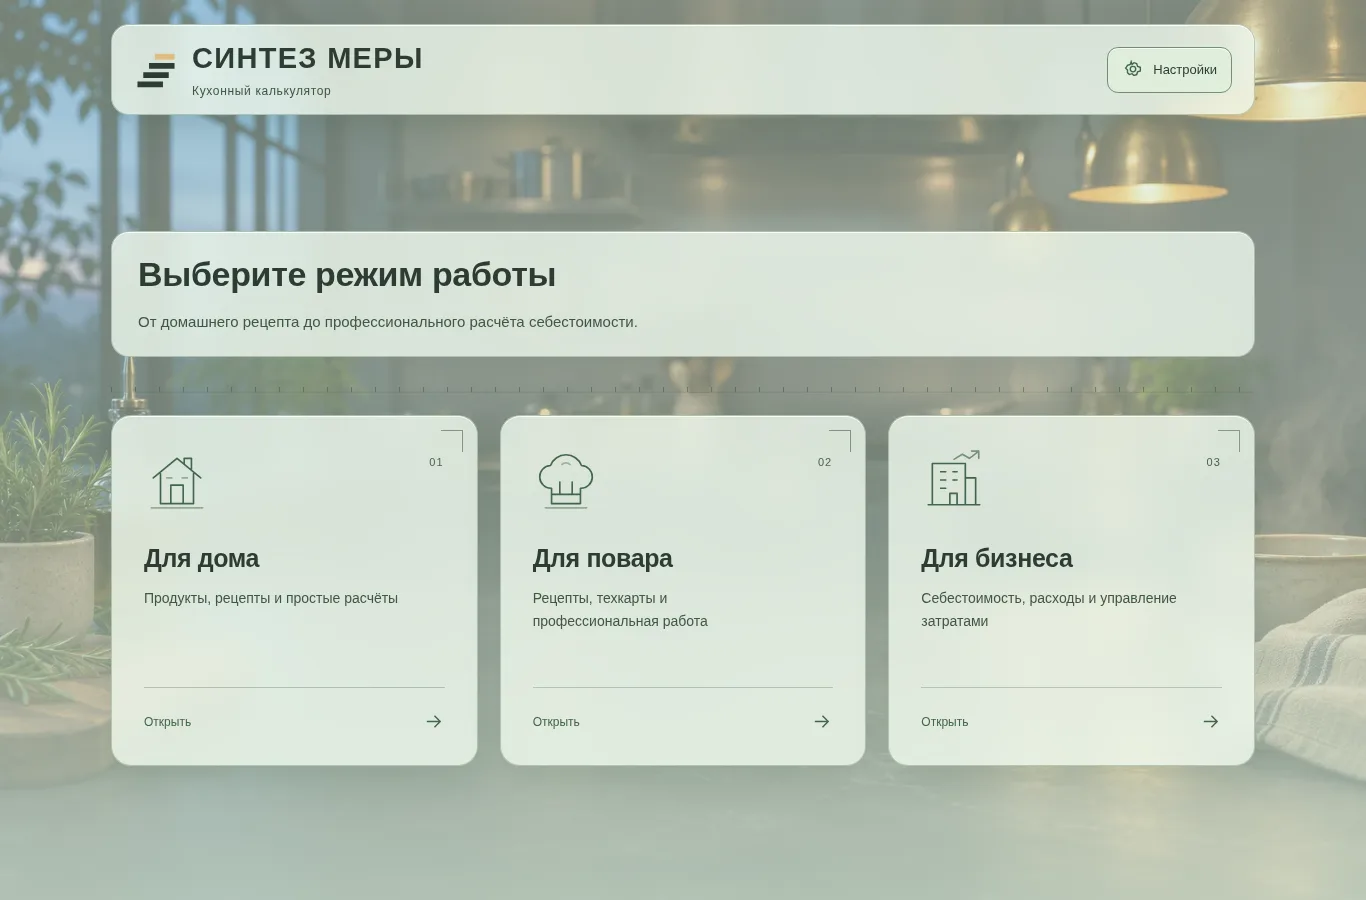 СИНТЕЗ МЕРЫ
Кухонный калькулятор
Настройки
Выберите режим работы
От домашнего рецепта до профессионального расчёта себестоимости.
01
Для дома
Продукты, рецепты и простые расчёты
Открыть
02
Для повара
Рецепты, техкарты и
профессиональная работа
Открыть
03
Для бизнеса
Себестоимость, расходы и управление
затратами
Открыть